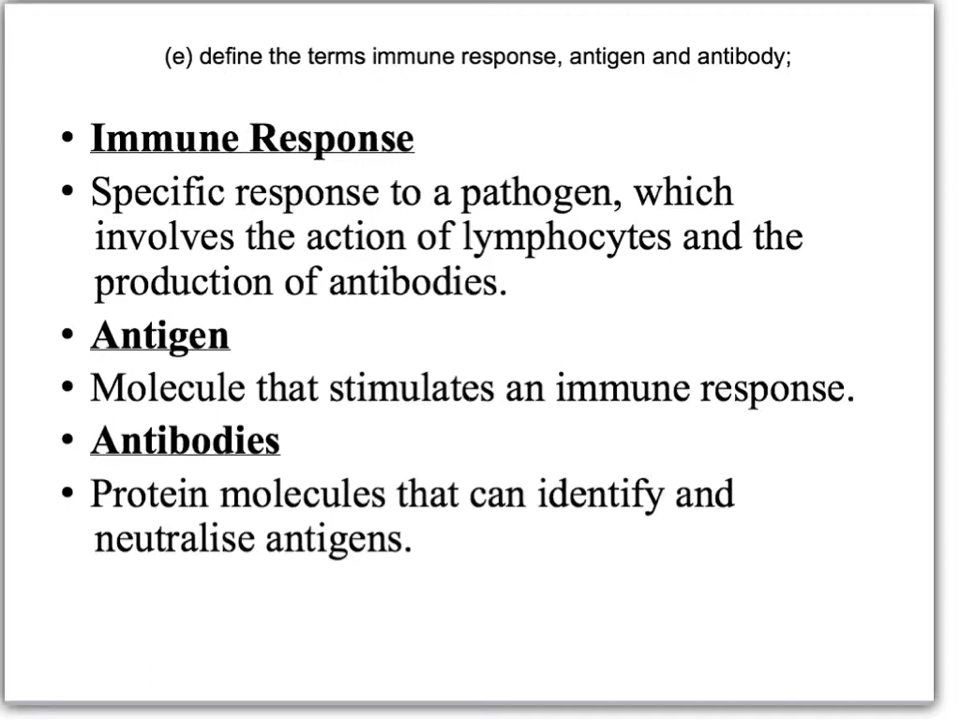 (e) define the terms immune response, antigen and antibody;
• Immune Response
• Specific response to a pathogen, which
involves the action of lymphocytes and the
production of antibodies.
• Antigen
• Molecule that stimulates an immune response.
• Antibodies
• Protein molecules that can identify and
neutralise antigens.